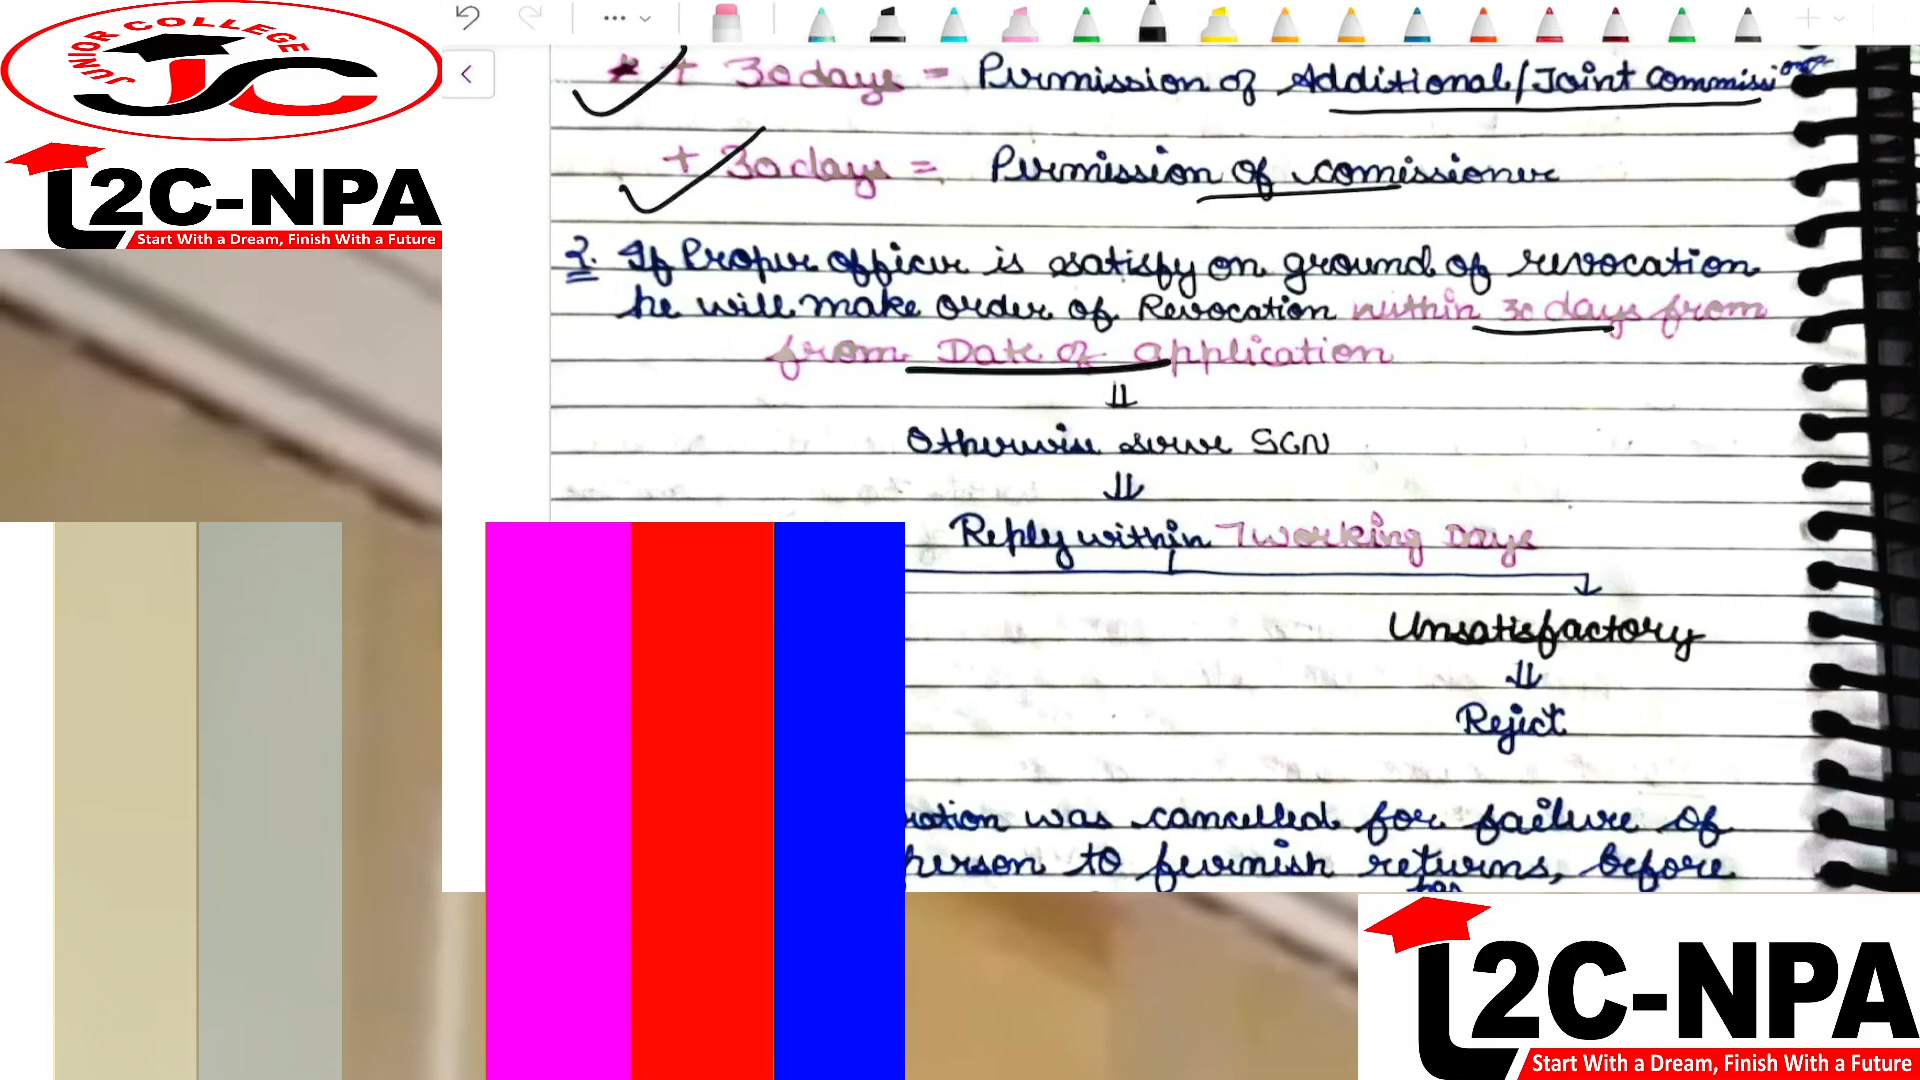 JUNIOR COLLEGE
JC
L2C-NPA
Start With a Dream, Finish With a Future
+ 30 days = Permission of Additional/Joint Commissioner
+ 30 days = Permission of comissioner
2. If Proper officer is satisfy on ground of revocation
he will make order of Revocation within 30 days from
from Date of application
⇓
Otherwise serve SCN
⇓
Reply within 7 working Days
Unsatisfactory
⇓
Reject
ration was cancelled for failure of
person to furnish returns, before
L2C-NPA
Start With a Dream, Finish With a Future